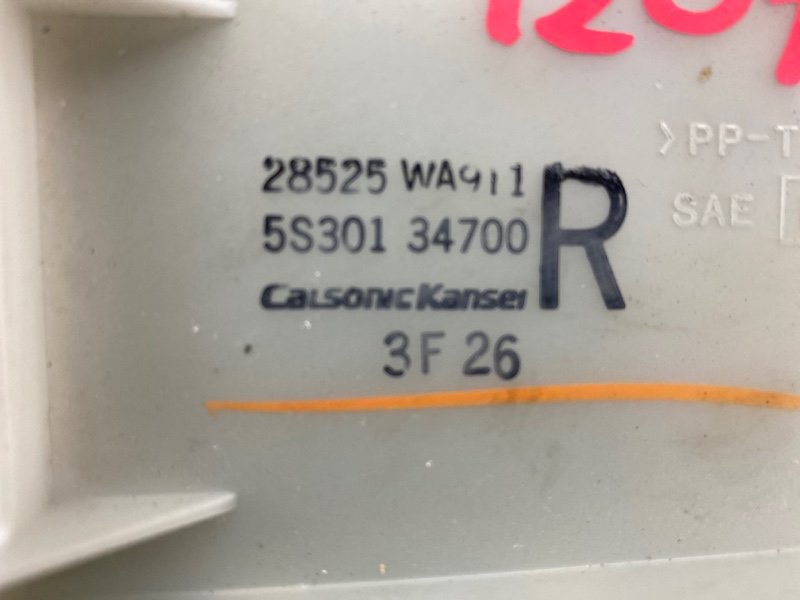 28525 WA911
5S301 34700 R
CalsonicKansei
3F 26
>PP-T
SAE